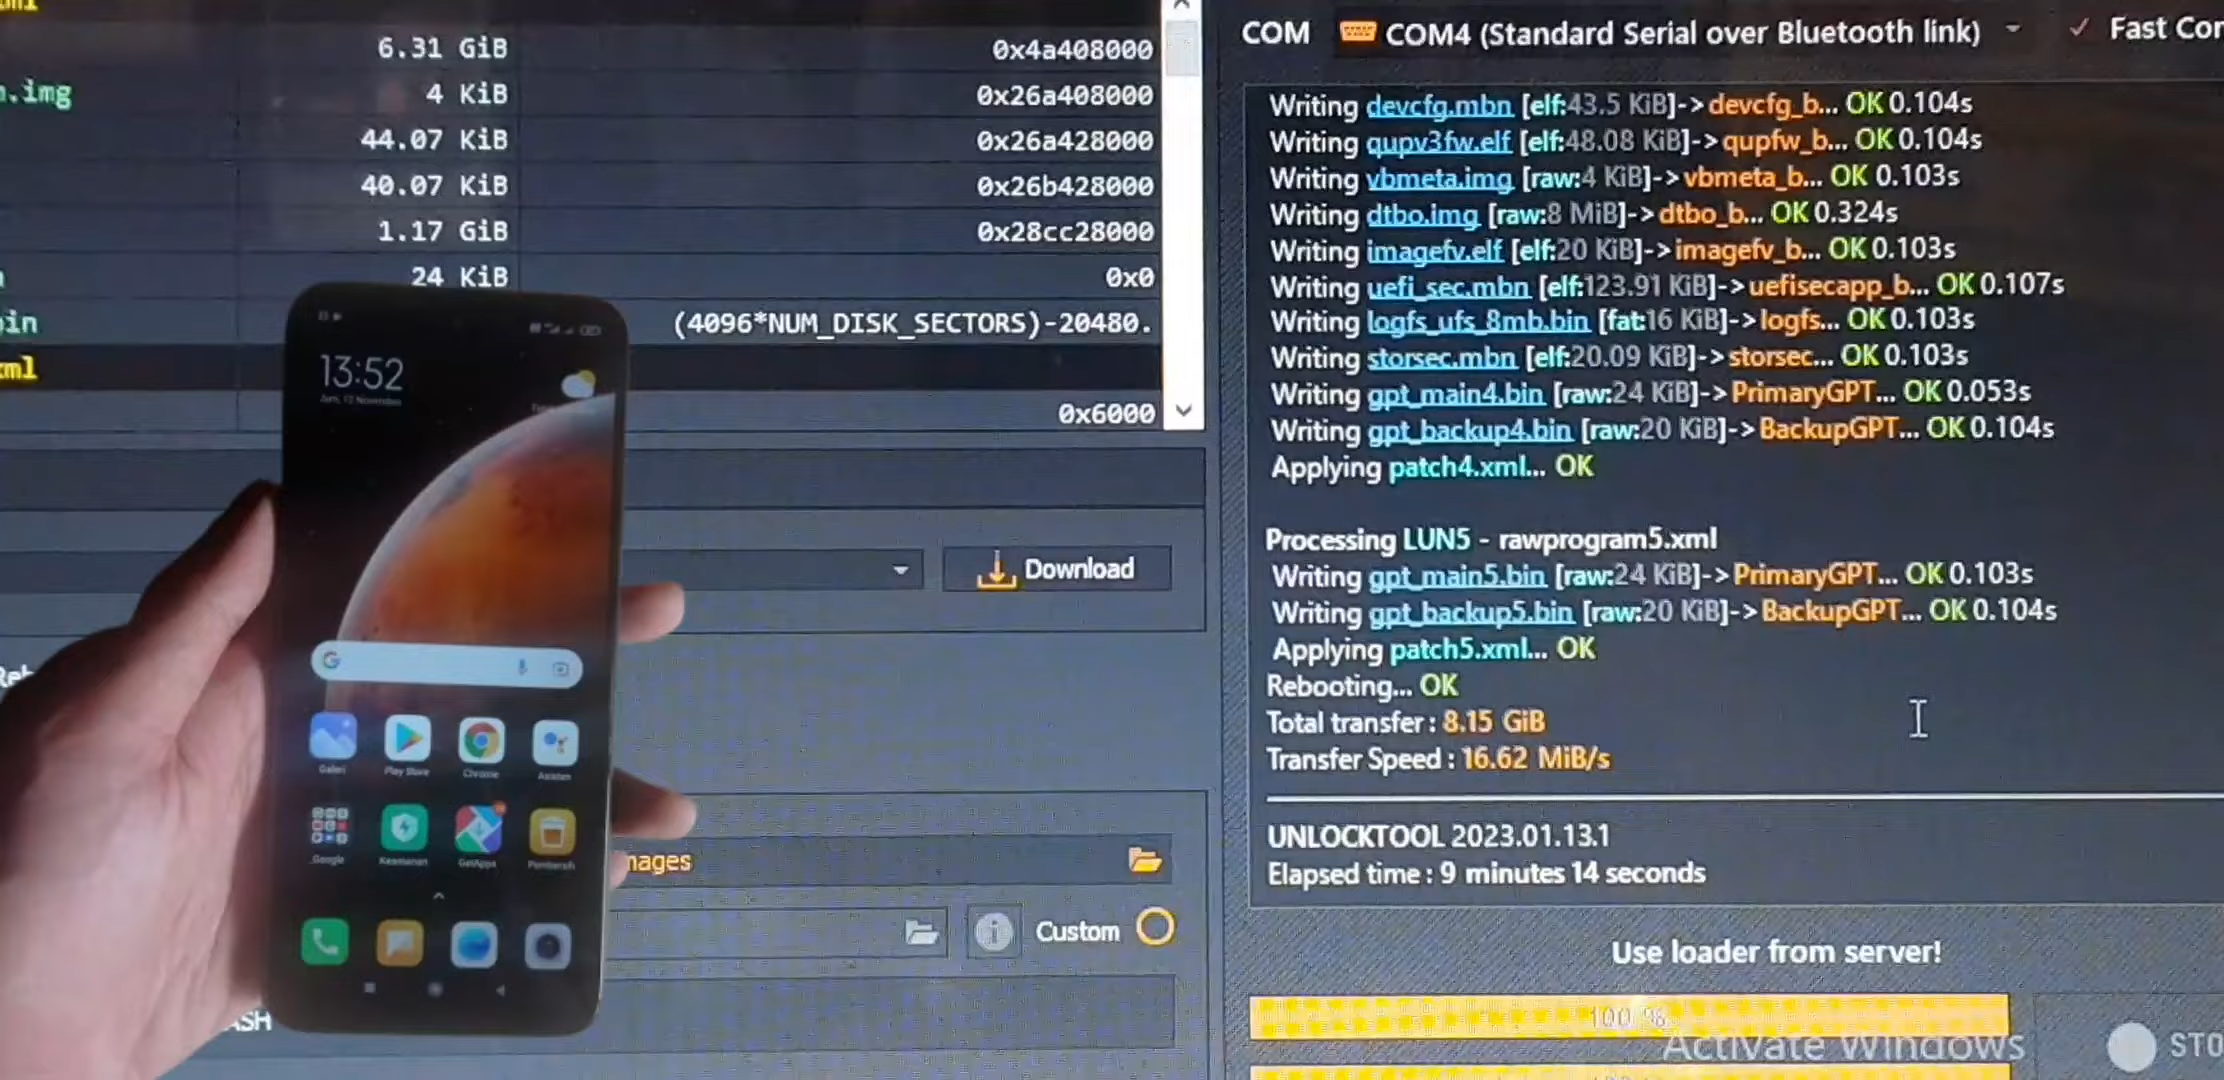 6.31 GiB 0x4a408000
.img 4 KiB 0x26a408000
44.07 KiB 0x26a428000
40.07 KiB 0x26b428000
1.17 GiB 0x28cc28000
24 KiB 0x0
in (4096*NUM_DISK_SECTORS)-20480.
ml
0x6000
Download
mages
Custom
ASH
13:52
Galeri Play Store Chrome Asisten
Google Keamanan GetApps Pembersih
COM COM4 (Standard Serial over Bluetooth link) ✓ Fast Con
Writing devcfg.mbn [elf:43.5 KiB]->devcfg_b... OK 0.104s
Writing qupv3fw.elf [elf:48.08 KiB]->qupfw_b... OK 0.104s
Writing vbmeta.img [raw:4 KiB]->vbmeta_b... OK 0.103s
Writing dtbo.img [raw:8 MiB]->dtbo_b... OK 0.324s
Writing imagefv.elf [elf:20 KiB]->imagefv_b... OK 0.103s
Writing uefi_sec.mbn [elf:123.91 KiB]->uefisecapp_b... OK 0.107s
Writing logfs_ufs_8mb.bin [fat:16 KiB]->logfs... OK 0.103s
Writing storsec.mbn [elf:20.09 KiB]->storsec... OK 0.103s
Writing gpt_main4.bin [raw:24 KiB]->PrimaryGPT... OK 0.053s
Writing gpt_backup4.bin [raw:20 KiB]->BackupGPT... OK 0.104s
Applying patch4.xml... OK
Processing LUN5 - rawprogram5.xml
Writing gpt_main5.bin [raw:24 KiB]->PrimaryGPT... OK 0.103s
Writing gpt_backup5.bin [raw:20 KiB]->BackupGPT... OK 0.104s
Applying patch5.xml... OK
Rebooting... OK
Total transfer : 8.15 GiB
Transfer Speed : 16.62 MiB/s
UNLOCKTOOL 2023.01.13.1
Elapsed time : 9 minutes 14 seconds
Use loader from server!
100 %
Activate Windows
STO